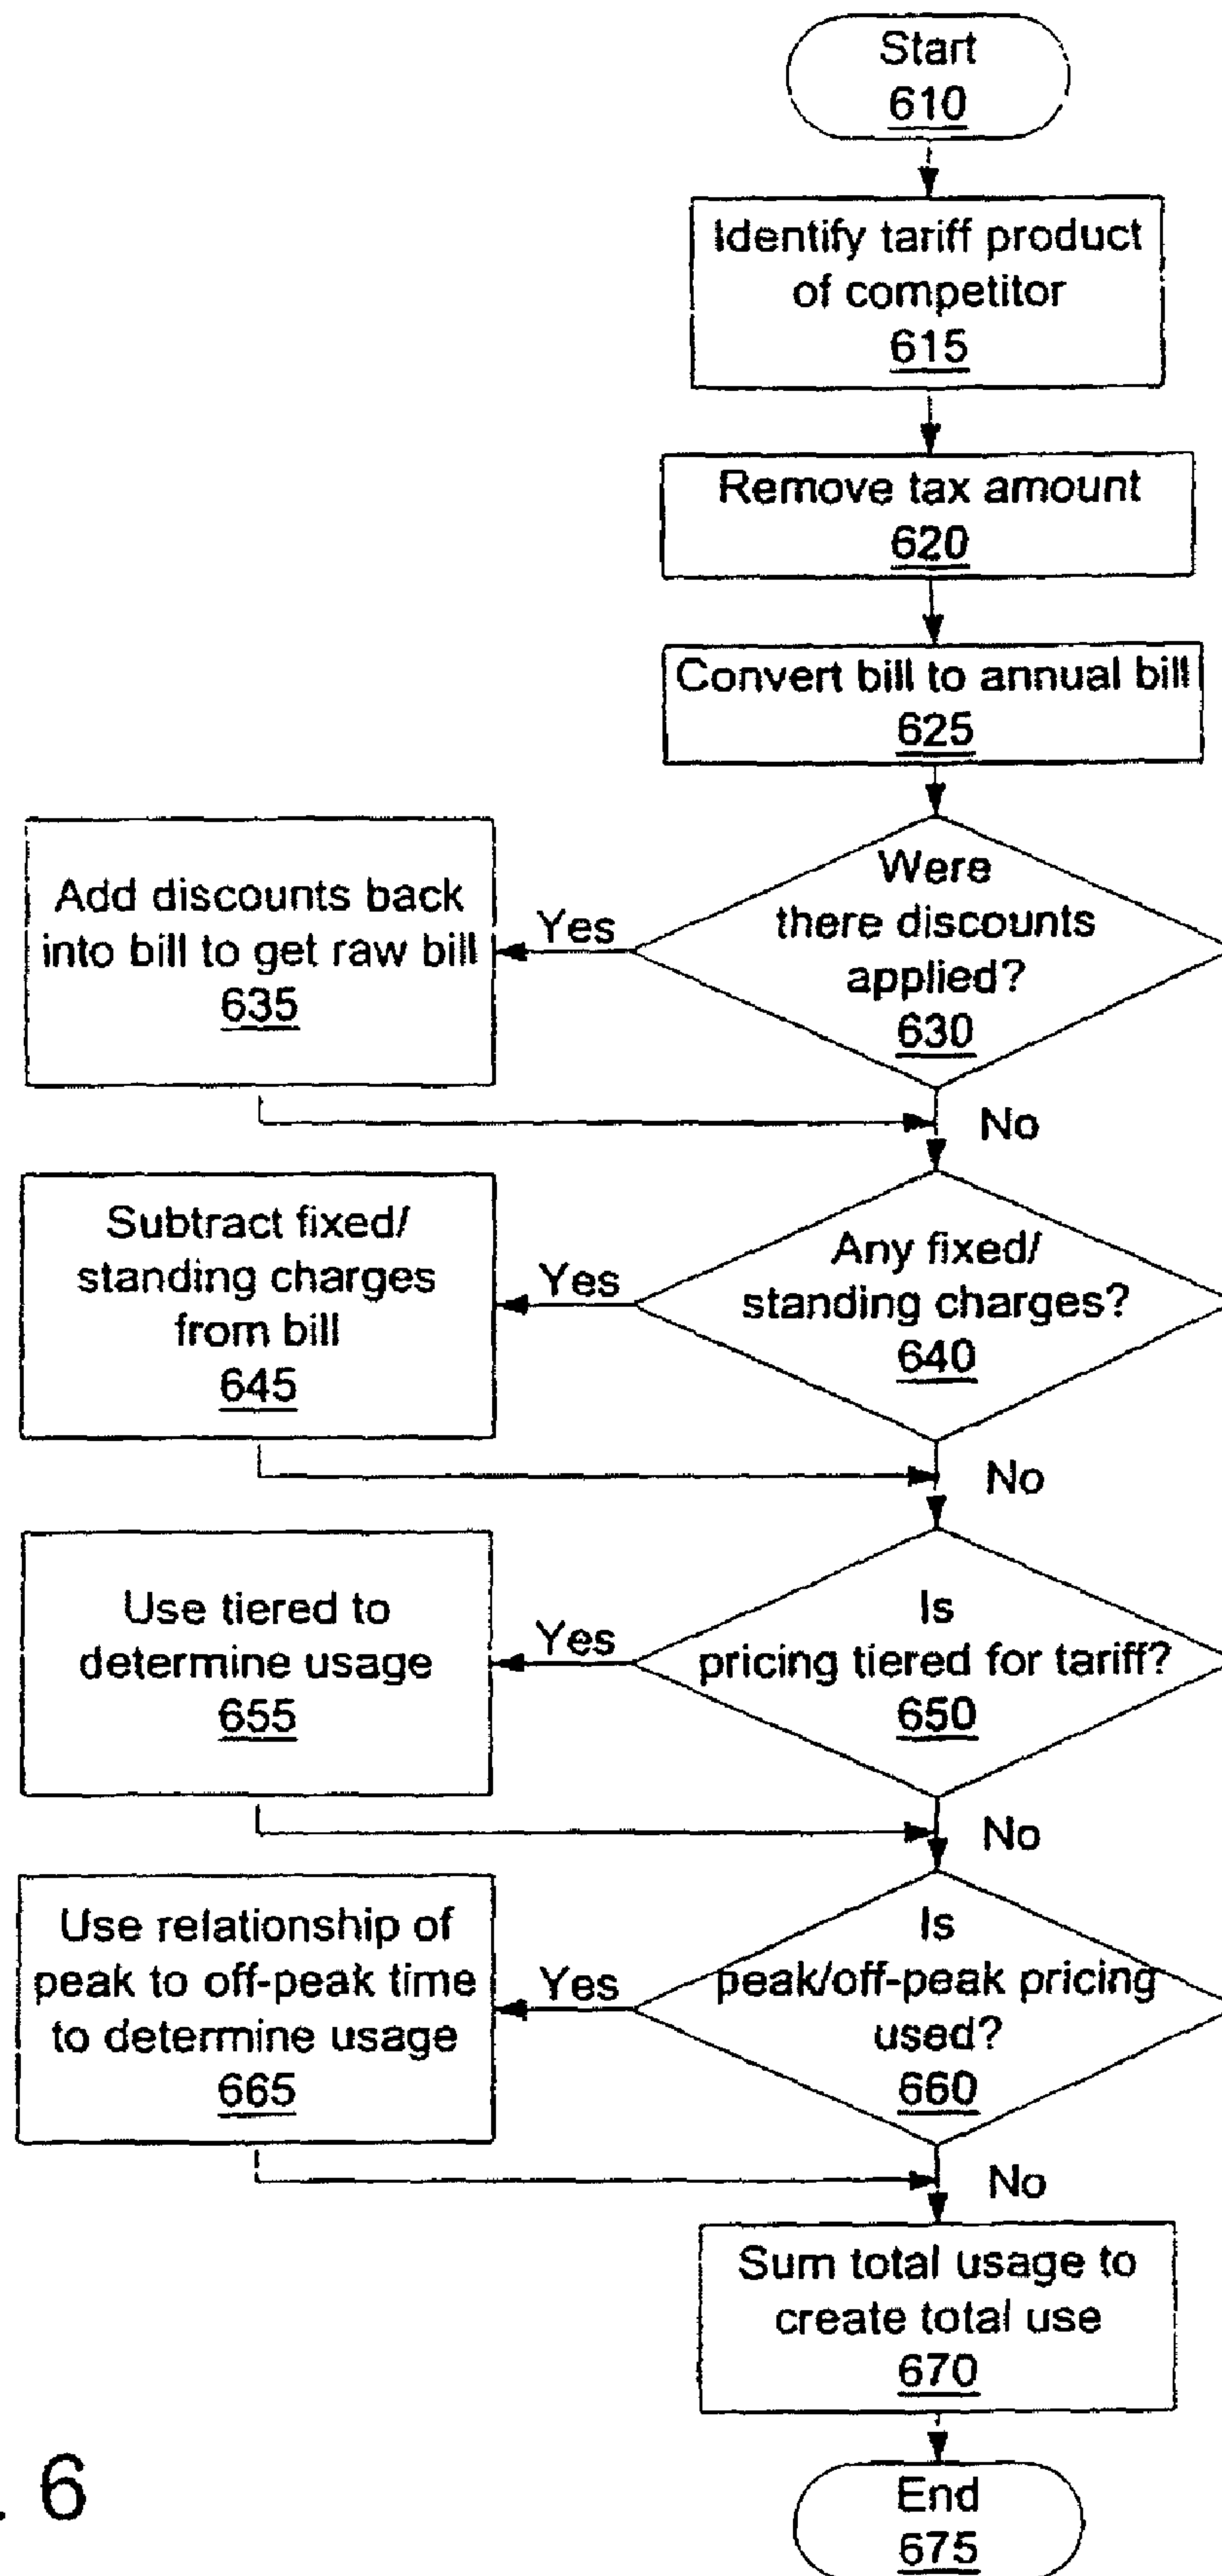 Start
610
Identify tariff product
of competitor
615
Remove tax amount
620
Convert bill to annual bill
625
Were
there discounts
applied?
630
Yes
Add discounts back
into bill to get raw bill
635
No
Any fixed/
standing charges?
640
Yes
Subtract fixed/
standing charges
from bill
645
No
Is
pricing tiered for tariff?
650
Yes
Use tiered to
determine usage
655
No
Is
peak/off-peak pricing
used?
660
Yes
Use relationship of
peak to off-peak time
to determine usage
665
No
Sum total usage to
create total use
670
End
675
. 6